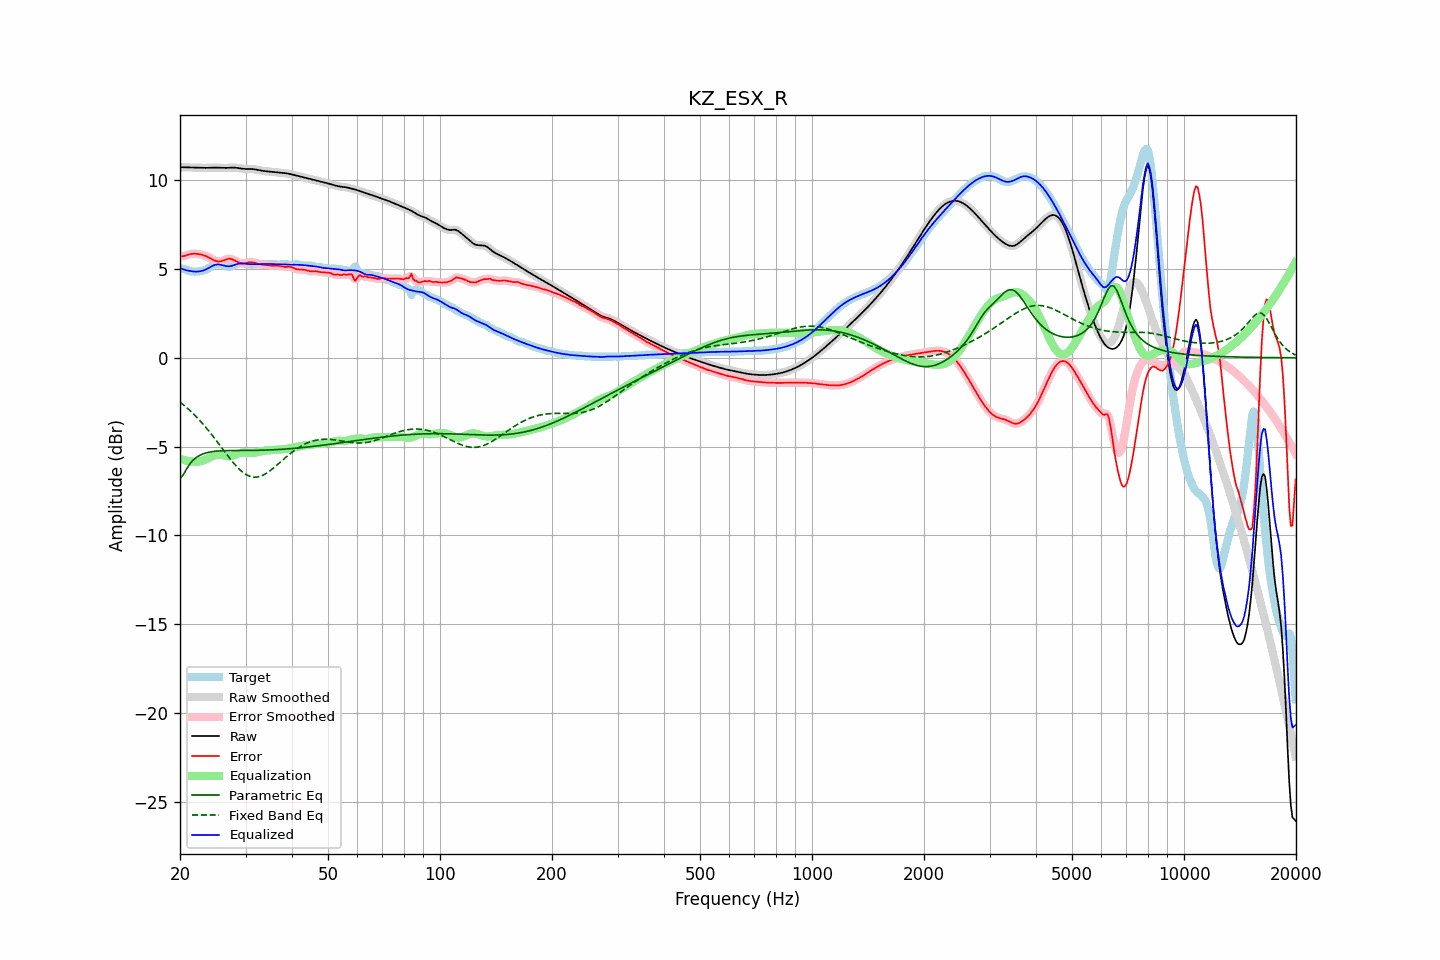 KZ_ESX_R
Amplitude (dBr)
10
5
0
−5
−10
−15
−20
−25
Target
Raw Smoothed
Error Smoothed
Raw
Error
Equalization
Parametric Eq
Fixed Band Eq
Equalized
20
50
100
200
500
1000
2000
5000
10000
20000
Frequency (Hz)